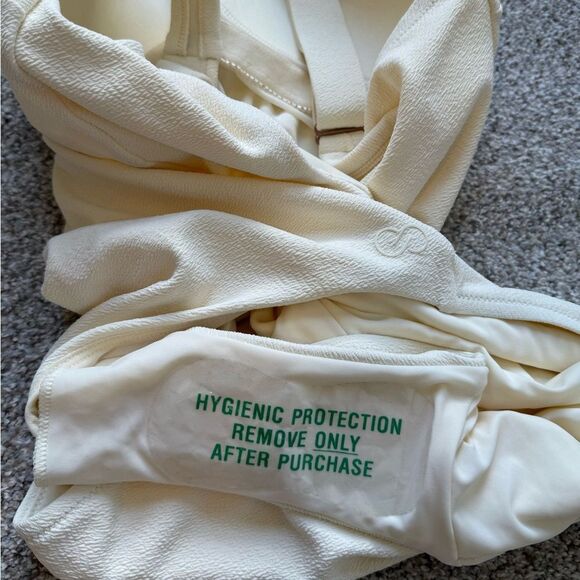 HYGIENIC PROTECTION
REMOVE ONLY
AFTER PURCHASE